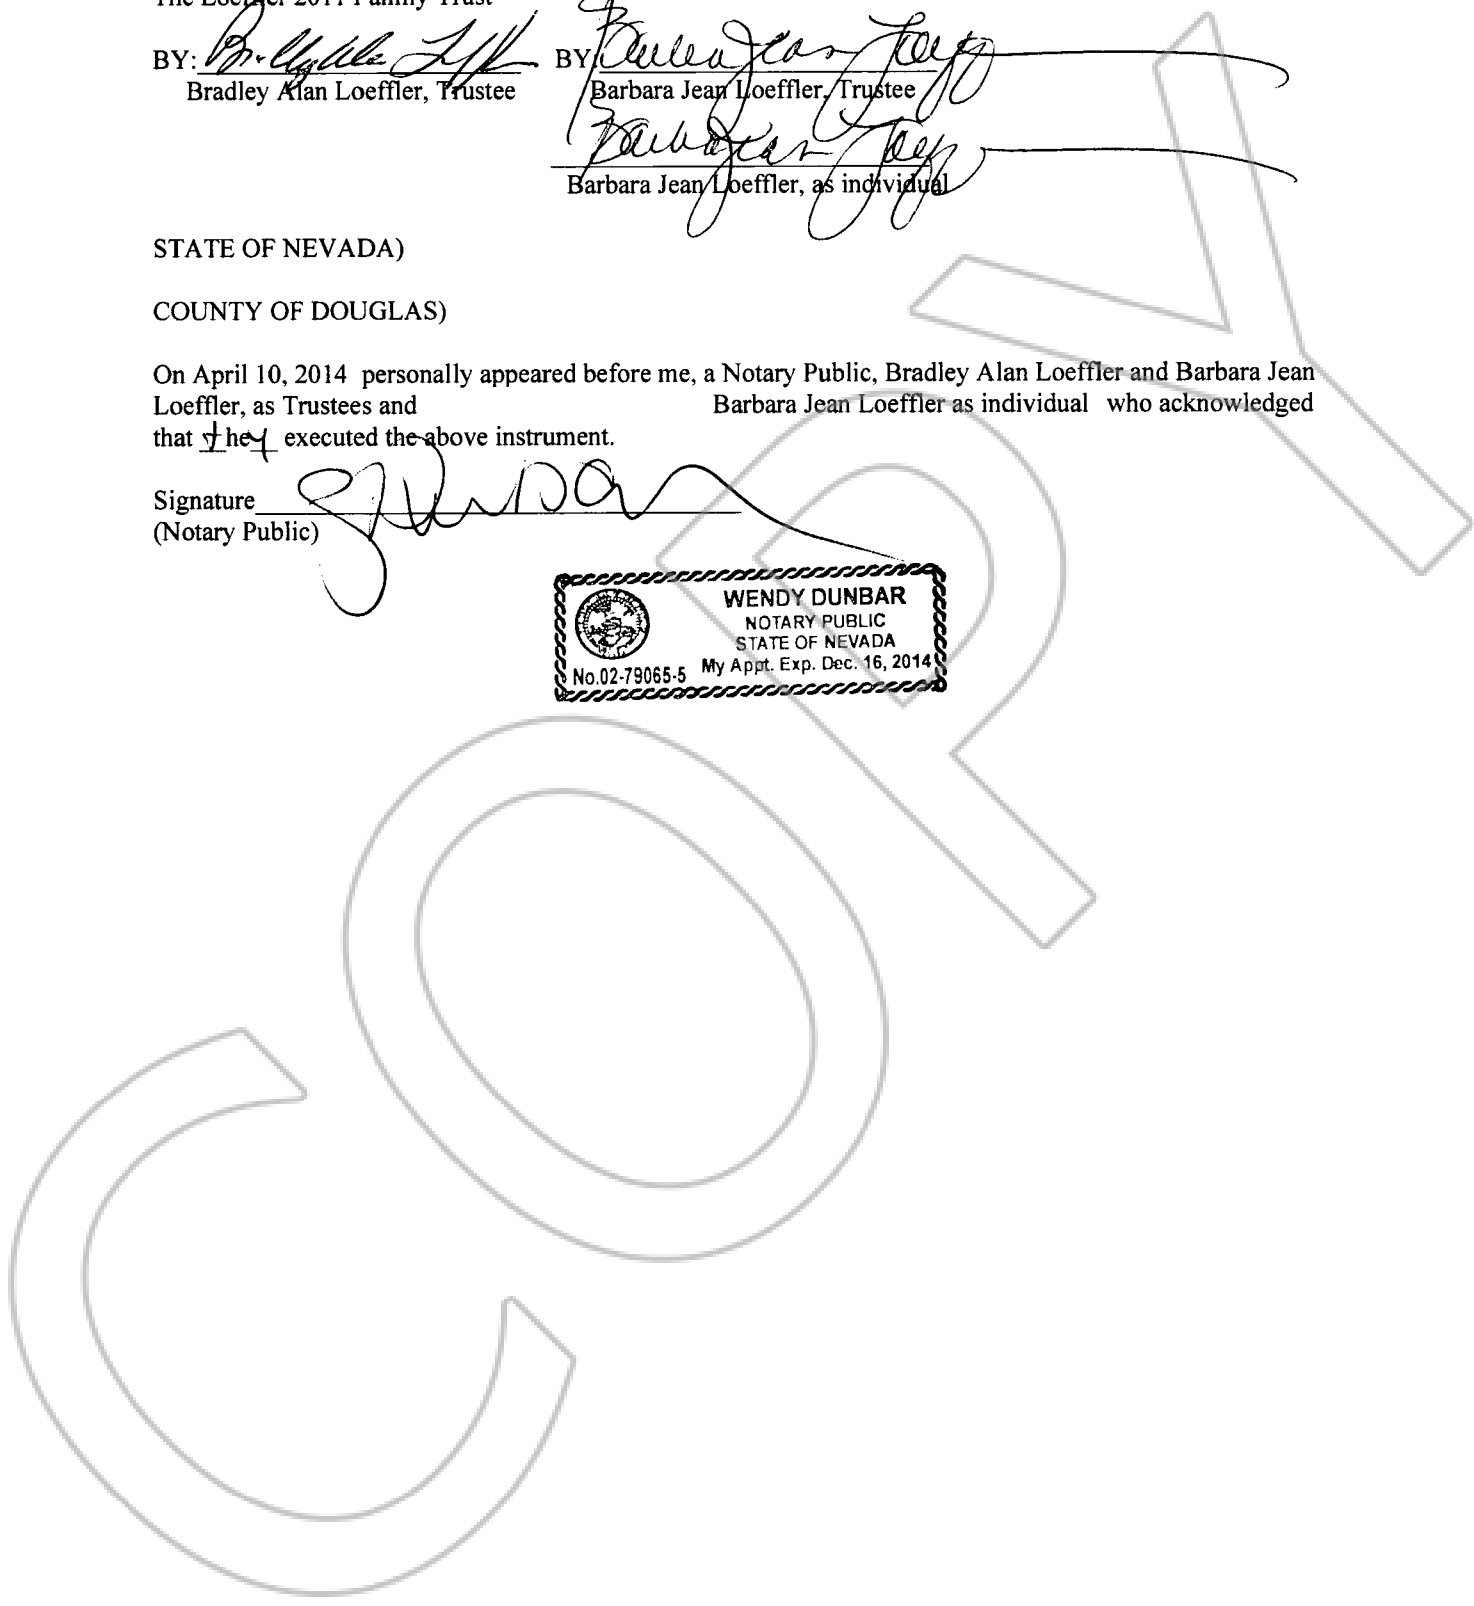 The Loeffler 2011 Family Trust
BY: BY
Bradley Alan Loeffler, Trustee Barbara Jean Loeffler, Trustee
Barbara Jean Loeffler, as individual
STATE OF NEVADA)
COUNTY OF DOUGLAS)
On April 10, 2014 personally appeared before me, a Notary Public, Bradley Alan Loeffler and Barbara Jean
Loeffler, as Trustees and Barbara Jean Loeffler as individual who acknowledged
that they executed the above instrument.
Signature
(Notary Public)
WENDY DUNBAR
NOTARY PUBLIC
STATE OF NEVADA
No.02-79065-5 My Appt. Exp. Dec. 16, 2014
COPY